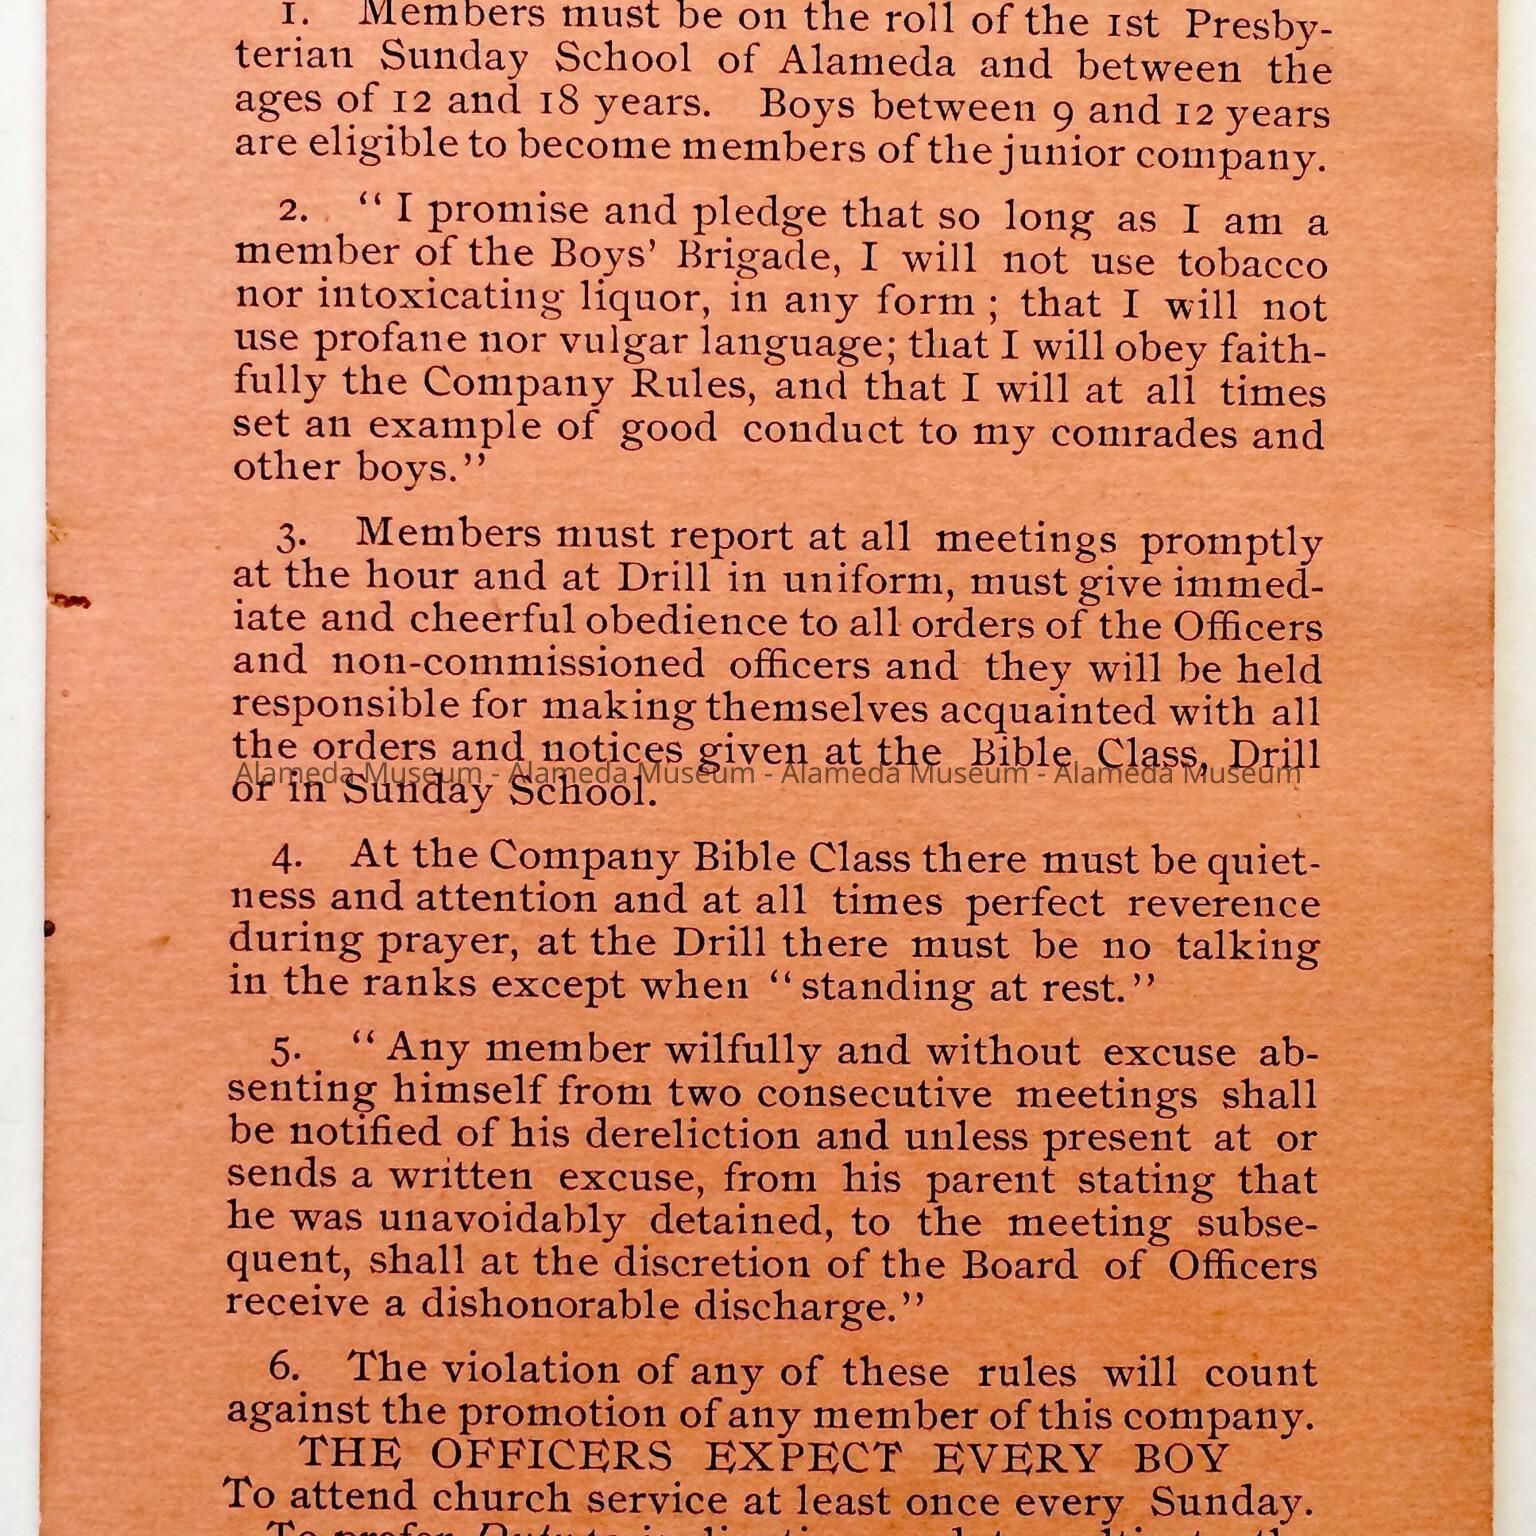 1. Members must be on the roll of the 1st Presby-
terian Sunday School of Alameda and between the
ages of 12 and 18 years. Boys between 9 and 12 years
are eligible to become members of the junior company.
2. “I promise and pledge that so long as I am a
member of the Boys’ Brigade, I will not use tobacco
nor intoxicating liquor, in any form ; that I will not
use profane nor vulgar language; that I will obey faith-
fully the Company Rules, and that I will at all times
set an example of good conduct to my comrades and
other boys.”
3. Members must report at all meetings promptly
at the hour and at Drill in uniform, must give immed-
iate and cheerful obedience to all orders of the Officers
and non-commissioned officers and they will be held
responsible for making themselves acquainted with all
the orders and notices given at the Bible Class, Drill
Alameda Museum - Alameda Museum - Alameda Museum - Alameda Museum
or in Sunday School.
4. At the Company Bible Class there must be quiet-
ness and attention and at all times perfect reverence
during prayer, at the Drill there must be no talking
in the ranks except when “standing at rest.”
5. “Any member wilfully and without excuse ab-
senting himself from two consecutive meetings shall
be notified of his dereliction and unless present at or
sends a written excuse, from his parent stating that
he was unavoidably detained, to the meeting subse-
quent, shall at the discretion of the Board of Officers
receive a dishonorable discharge.”
6. The violation of any of these rules will count
against the promotion of any member of this company.
THE OFFICERS EXPECT EVERY BOY
To attend church service at least once every Sunday.
To prefer Duty to